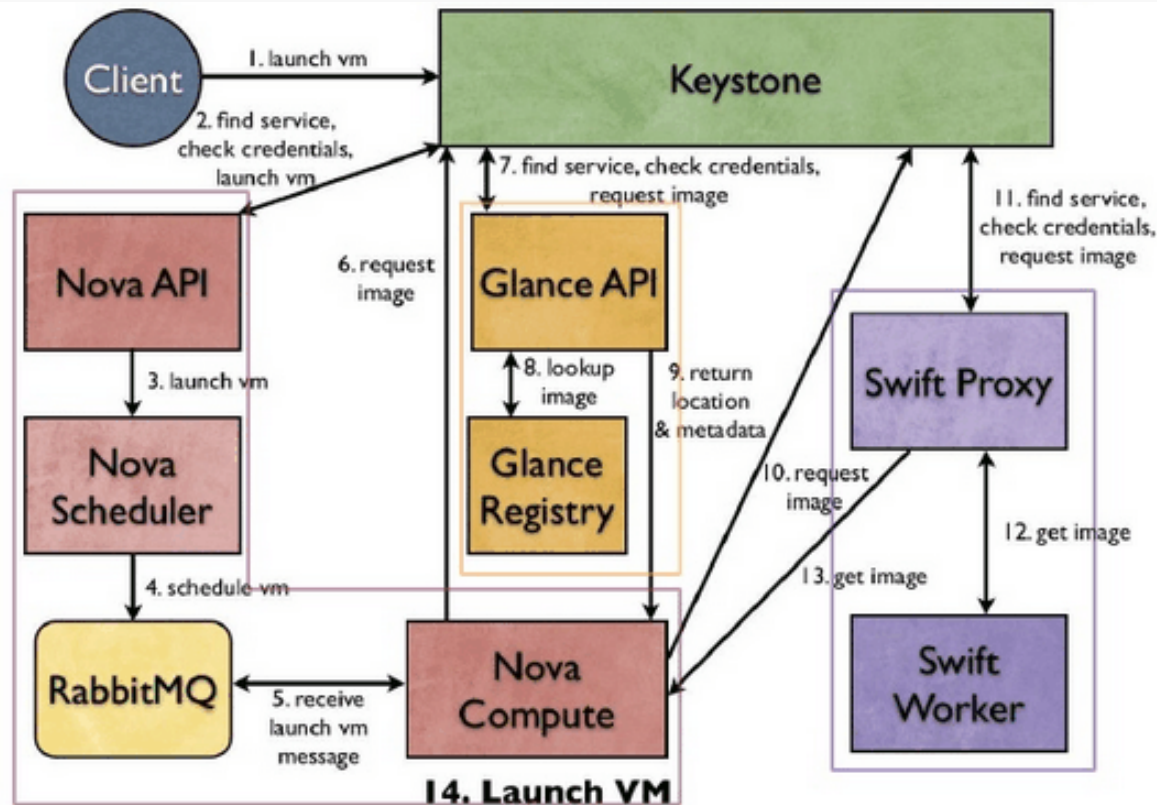 Client
1. launch vm
Keystone
2. find service,
check credentials,
launch vm
7. find service, check credentials,
request image
11. find service,
check credentials,
request image
Nova API
6. request
image
Glance API
3. launch vm
8. lookup
image
9. return
location
& metadata
Swift Proxy
Nova
Scheduler
Glance
Registry
10. request
image
12. get image
13. get image
4. schedule vm
RabbitMQ
5. receive
launch vm
message
Nova
Compute
Swift
Worker
14. Launch VM